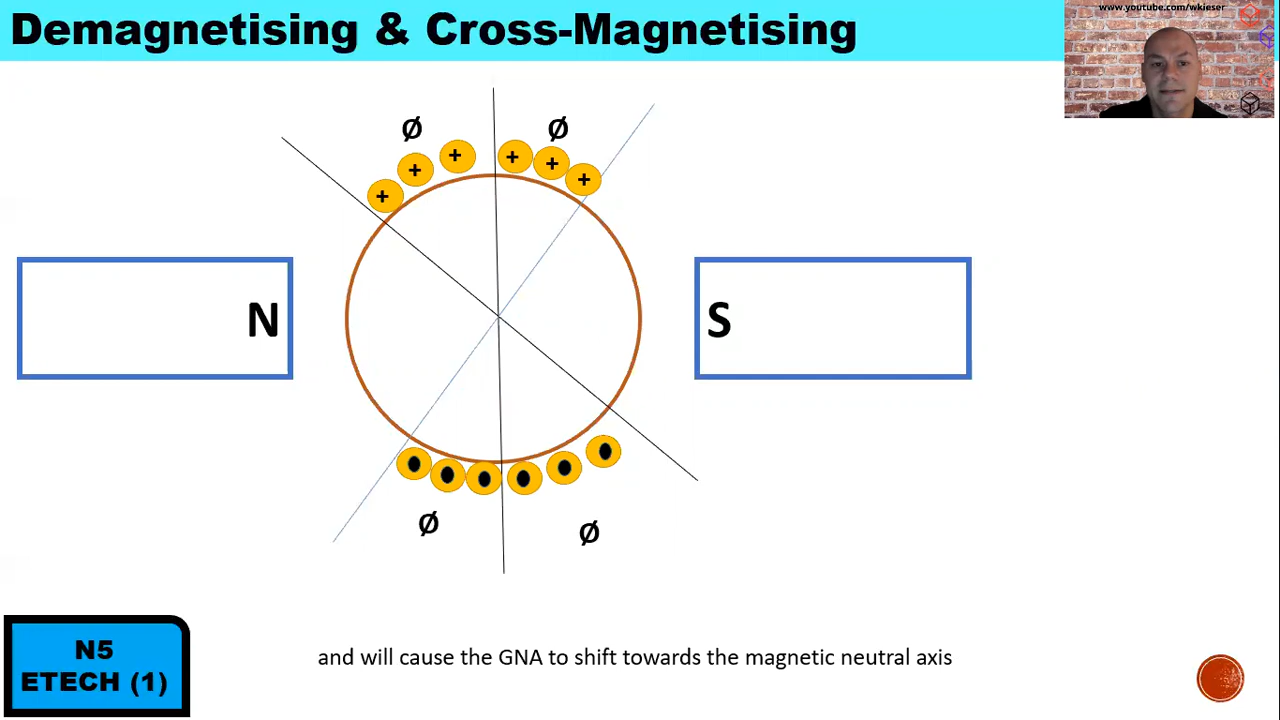 Demagnetising & Cross-Magnetising
www.youtube.com/wkieser
Ø Ø
+ + + + + +
N S
Ø Ø
N5
ETECH (1)
and will cause the GNA to shift towards the magnetic neutral axis